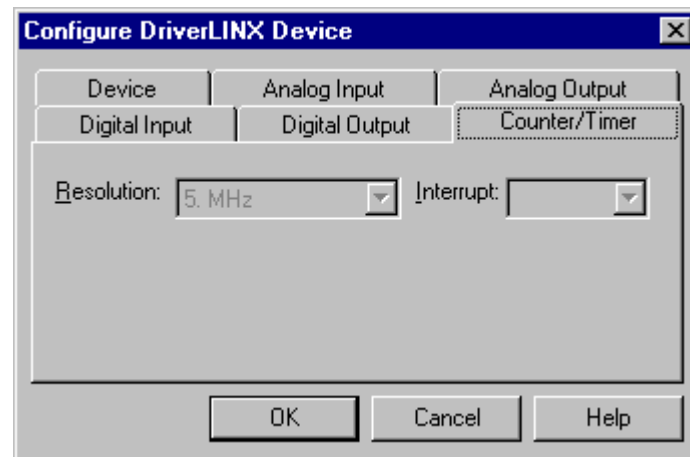 Configure DriverLINX Device
Device Analog Input Analog Output
Digital Input Digital Output Counter/Timer
Resolution: 5. MHz Interrupt:
OK Cancel Help